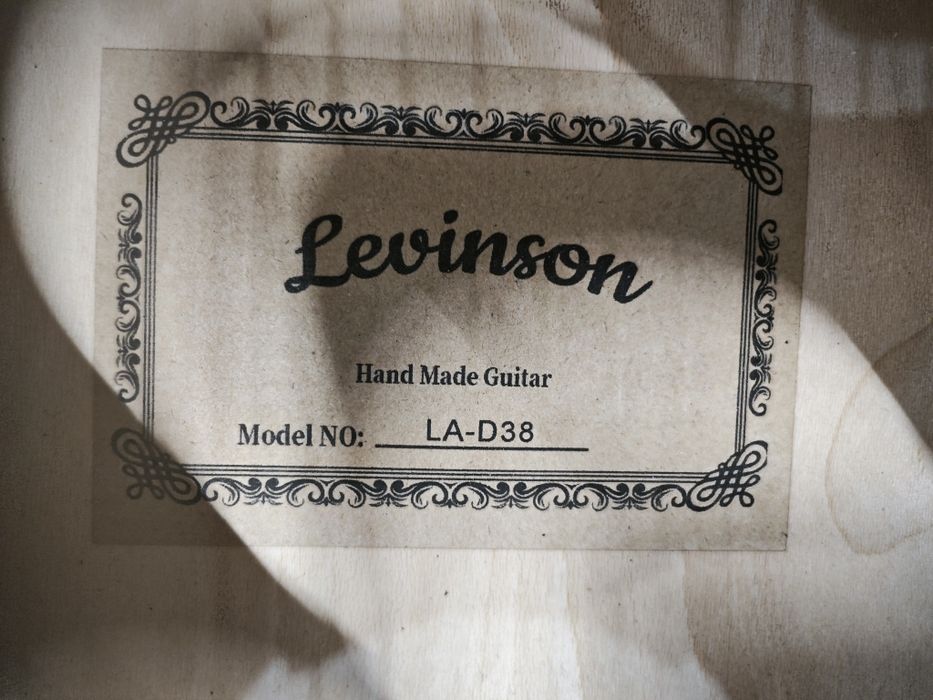 Levinson
Hand Made Guitar
Model NO: LA-D38